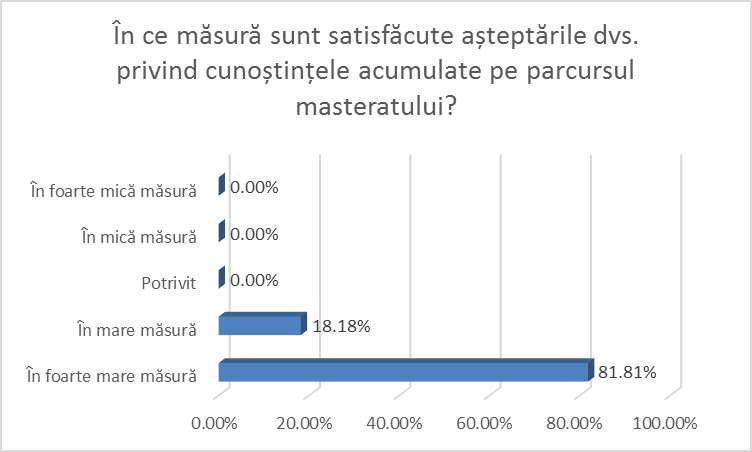 În ce măsură sunt satisfăcute așteptările dvs.
privind cunoștințele acumulate pe parcursul
masteratului?
În foarte mică măsură 0.00%
În mică măsură 0.00%
Potrivit 0.00%
În mare măsură 18.18%
În foarte mare măsură 81.81%
0.00% 20.00% 40.00% 60.00% 80.00% 100.00%